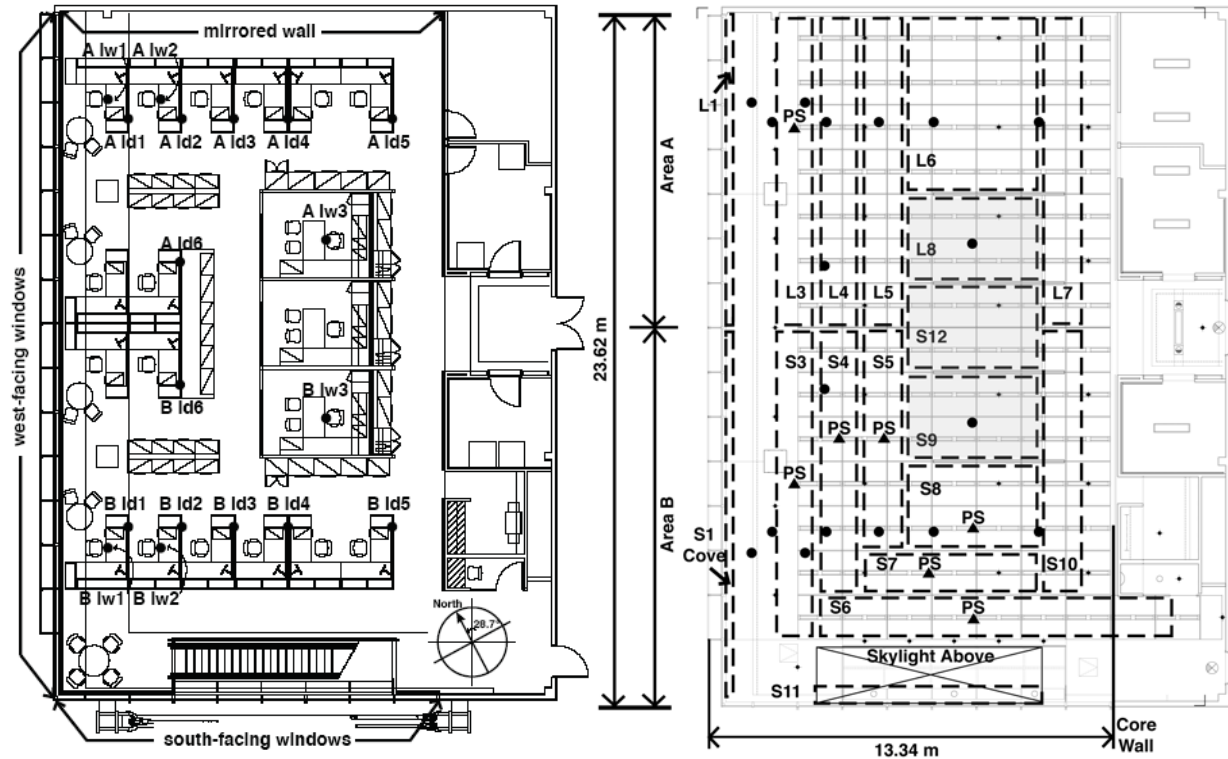 mirrored wall
A lw1 A lw2
A ld1 A ld2 A ld3 A ld4 A ld5
A lw3
A ld6
B ld6
B lw3
B ld1 B ld2 B ld3 B ld4 B ld5
B lw1 B lw2
North
28.7°
west-facing windows
south-facing windows
23.62 m
Area A
Area B
L1
PS
L6
L8
L3 L4 L5 L7
S12
S3 S4 S5
PS PS
S9
PS
S8
PS
S1
Cove
S7 PS S10
S6 PS
Skylight Above
S11
13.34 m
Core
Wall